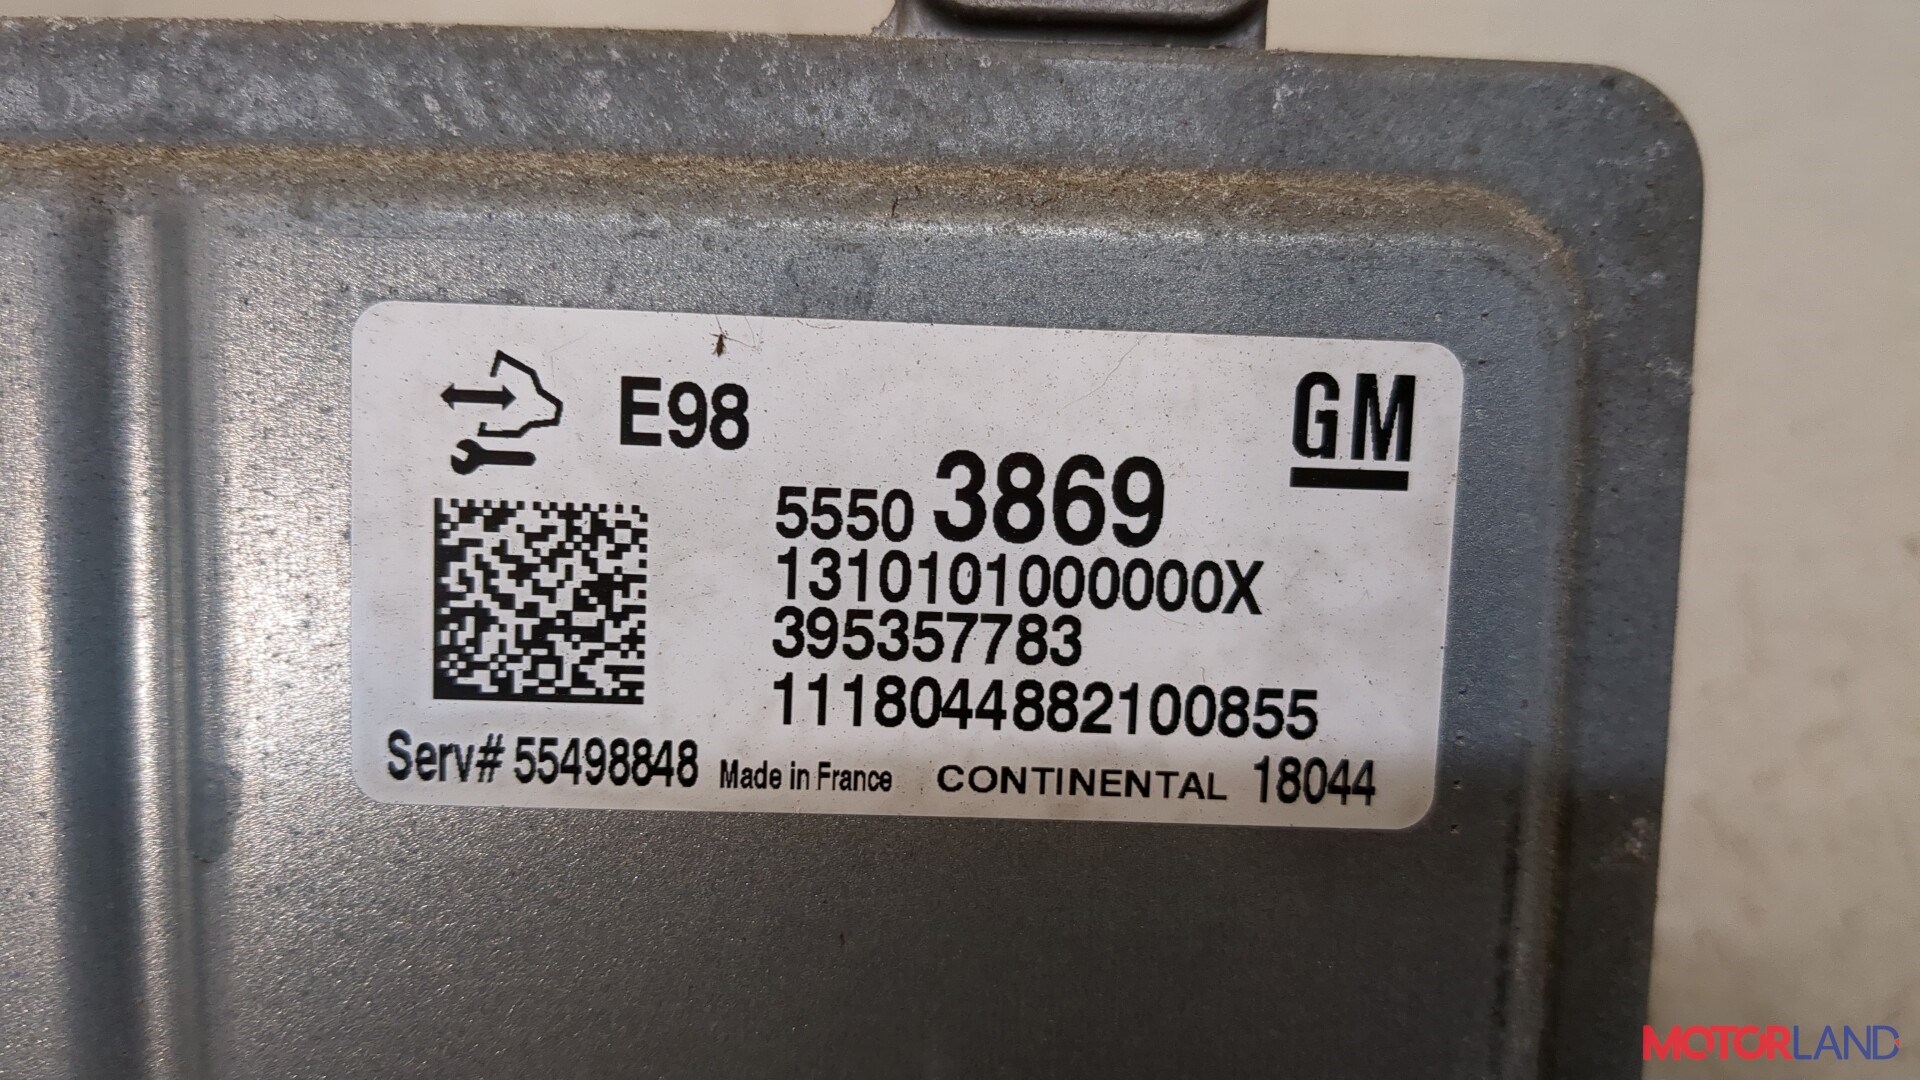 E98
GM
5550 3869
1310101000000X
395357783
1118044882100855
Serv# 55498848 Made in France CONTINENTAL 18044
MOTORLAND